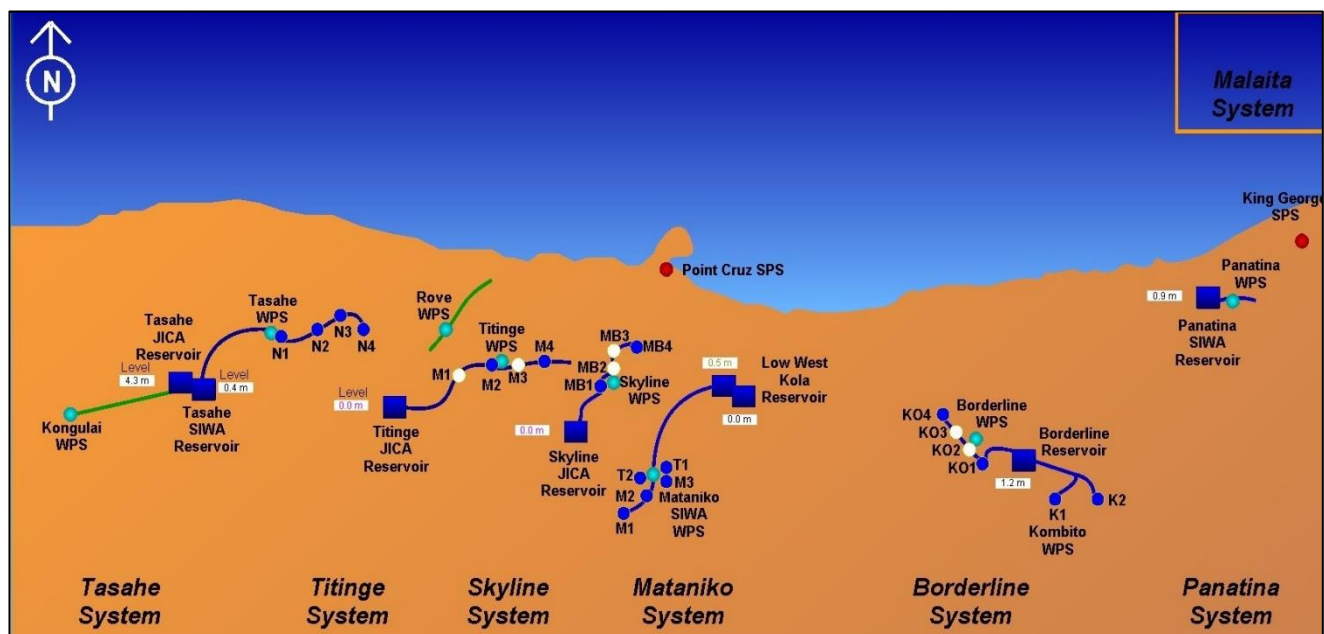 N
Malaita
System
King George
SPS
Point Cruz SPS
Panatina
WPS
0.9 m
Panatina
SIWA
Reservoir
Tasahe
JICA
Reservoir
Level
4.3 m
Tasahe
WPS
N1
N2
N3
N4
Level
0.4 m
Tasahe
SIWA
Reservoir
Kongulai
WPS
Rove
WPS
Titinge
WPS
M1
M2
M3
M4
Level
0.0 m
Titinge
JICA
Reservoir
MB3
MB4
MB2
MB1
Skyline
WPS
0.0 m
Skyline
JICA
Reservoir
0.5 m
Low West
Kola
Reservoir
0.0 m
T2
T1
M3
M2
M1
Mataniko
SIWA
WPS
KO4
KO3
KO2
KO1
Borderline
WPS
Borderline
Reservoir
1.2 m
K1
K2
Kombito
WPS
Tasahe
System
Titinge
System
Skyline
System
Mataniko
System
Borderline
System
Panatina
System